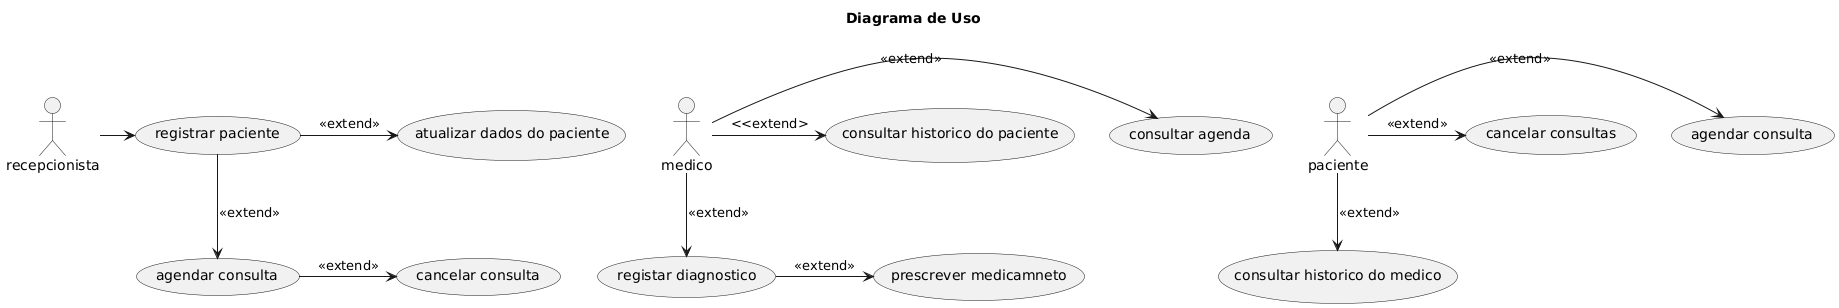 Diagrama de Uso
recepcionista
registrar paciente
«extend»
atualizar dados do paciente
«extend»
agendar consulta
«extend»
cancelar consulta
medico
«extend»
consultar agenda
<<extend>
consultar historico do paciente
«extend»
registar diagnostico
«extend»
prescrever medicamneto
paciente
«extend»
agendar consulta
«extend»
cancelar consultas
«extend»
consultar historico do medico